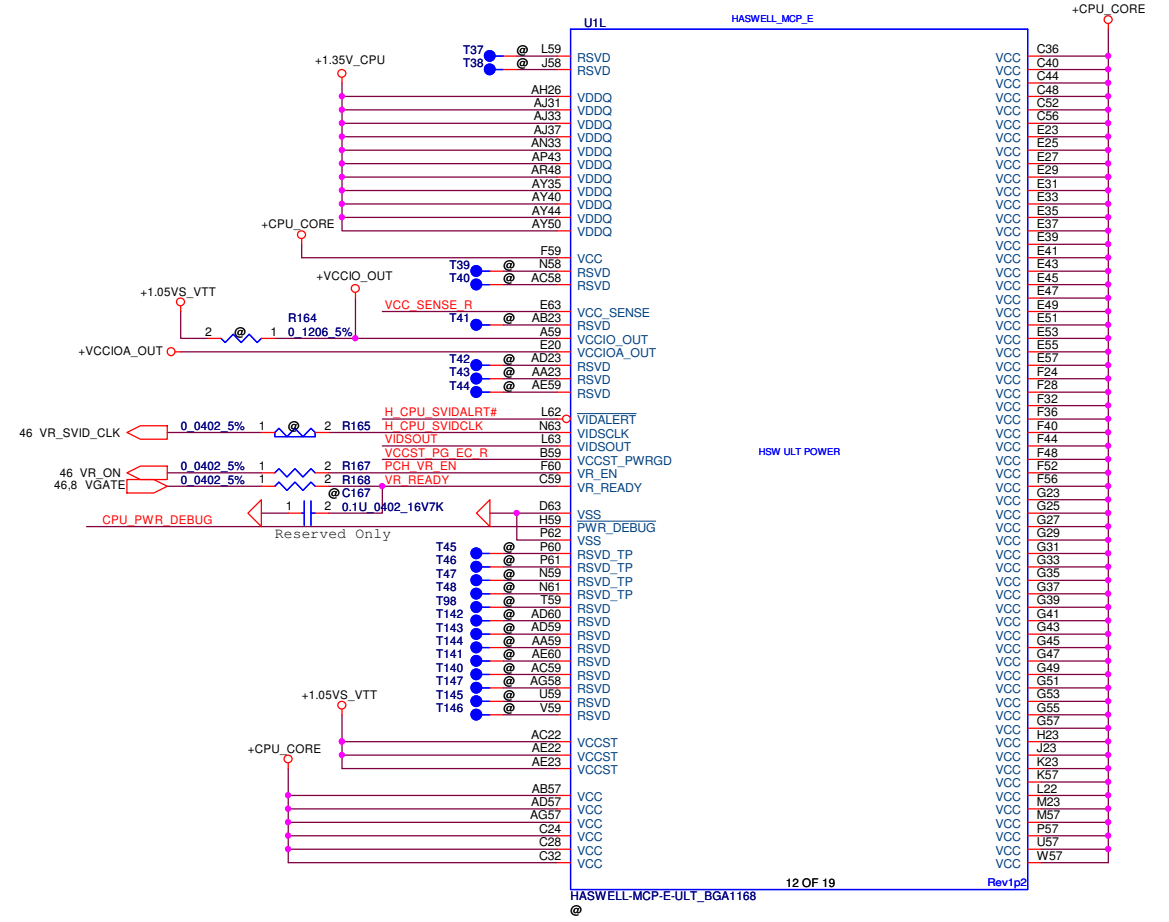 U1L
HASWELL_MCP_E
+CPU_CORE
+1.35V_CPU
T37 @ L59 RSVD
T38 @ J58 RSVD
AH26 VDDQ
AJ31 VDDQ
AJ33 VDDQ
AJ37 VDDQ
AN33 VDDQ
AP43 VDDQ
AR48 VDDQ
AY35 VDDQ
AY40 VDDQ
AY44 VDDQ
AY50 VDDQ
+CPU_CORE
F59 VCC
T39 @ N58 RSVD
T40 @ AC58 RSVD
+VCCIO_OUT
+1.05VS_VTT
VCC_SENSE_R E63 VCC_SENSE
T41 @ AB23 RSVD
R164
2 @ 1 0_1206_5% A59 VCCIO_OUT
+VCCIOA_OUT E20 VCCIOA_OUT
T42 @ AD23 RSVD
T43 @ AA23 RSVD
T44 @ AE59 RSVD
H_CPU_SVIDALRT# L62 VIDALERT
46 VR_SVID_CLK 0_0402_5% 1 @ 2 R165 H_CPU_SVIDCLK N63 VIDSCLK
VIDSOUT L63 VIDSOUT
VCCST_PG_EC_R B59 VCCST_PWRGD
46 VR_ON 0_0402_5% 1 2 R167 PCH_VR_EN F60 VR_EN
46,8 VGATE 0_0402_5% 1 2 R168 VR_READY C59 VR_READY
@ C167
1 2 0.1U_0402_16V7K D63 VSS
CPU_PWR_DEBUG H59 PWR_DEBUG
Reserved Only P62 VSS
T45 @ P60 RSVD_TP
T46 @ P61 RSVD_TP
T47 @ N59 RSVD_TP
T48 @ N61 RSVD_TP
T98 @ T59 RSVD
T142 @ AD60 RSVD
T143 @ AD59 RSVD
T144 @ AA59 RSVD
T141 @ AE60 RSVD
T140 @ AC59 RSVD
T147 @ AG58 RSVD
T145 @ U59 RSVD
T146 @ V59 RSVD
+1.05VS_VTT
AC22 VCCST
AE22 VCCST
AE23 VCCST
+CPU_CORE
AB57 VCC
AD57 VCC
AG57 VCC
C24 VCC
C28 VCC
C32 VCC
HSW ULT POWER
VCC C36
VCC C40
VCC C44
VCC C48
VCC C52
VCC C56
VCC E23
VCC E25
VCC E27
VCC E29
VCC E31
VCC E33
VCC E35
VCC E37
VCC E39
VCC E41
VCC E43
VCC E45
VCC E47
VCC E49
VCC E51
VCC E53
VCC E55
VCC E57
VCC F24
VCC F28
VCC F32
VCC F36
VCC F40
VCC F44
VCC F48
VCC F52
VCC F56
VCC G23
VCC G25
VCC G27
VCC G29
VCC G31
VCC G33
VCC G35
VCC G37
VCC G39
VCC G41
VCC G43
VCC G45
VCC G47
VCC G49
VCC G51
VCC G53
VCC G55
VCC G57
VCC H23
VCC J23
VCC K23
VCC K57
VCC L22
VCC M23
VCC M57
VCC P57
VCC U57
VCC W57
12 OF 19
Rev1p2
HASWELL-MCP-E-ULT_BGA1168
@